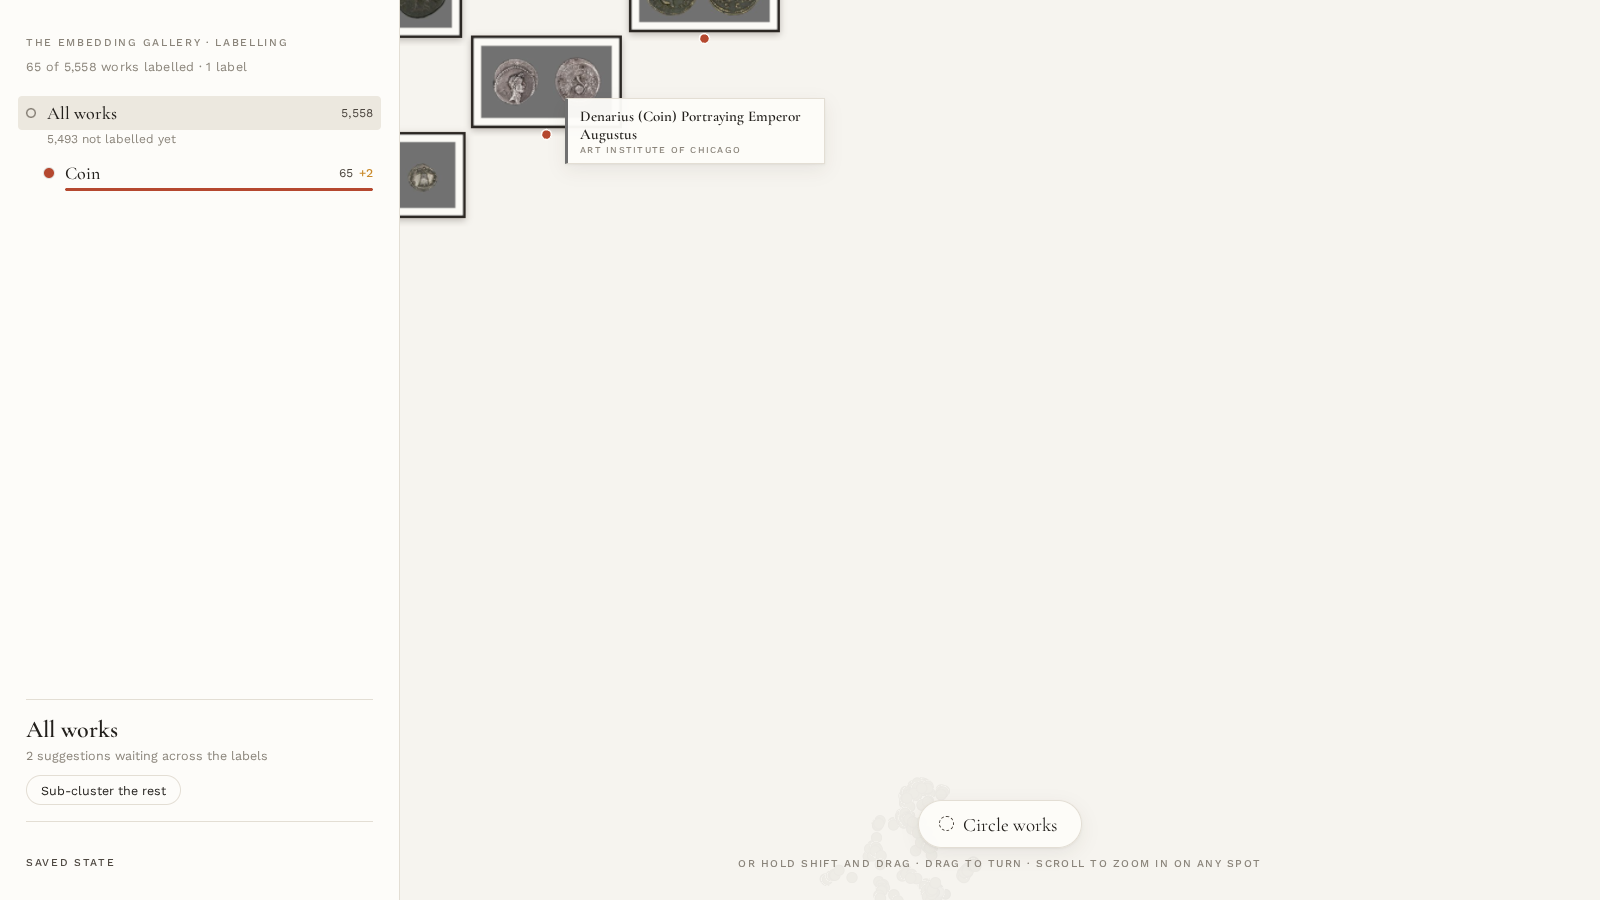 THE EMBEDDING GALLERY · LABELLING
65 of 5,558 works labelled · 1 label
All works 5,558
5,493 not labelled yet
Coin 65 +2
Denarius (Coin) Portraying Emperor
Augustus
ART INSTITUTE OF CHICAGO
All works
2 suggestions waiting across the labels
Sub-cluster the rest
SAVED STATE
Circle works
OR HOLD SHIFT AND DRAG · DRAG TO TURN · SCROLL TO ZOOM IN ON ANY SPOT